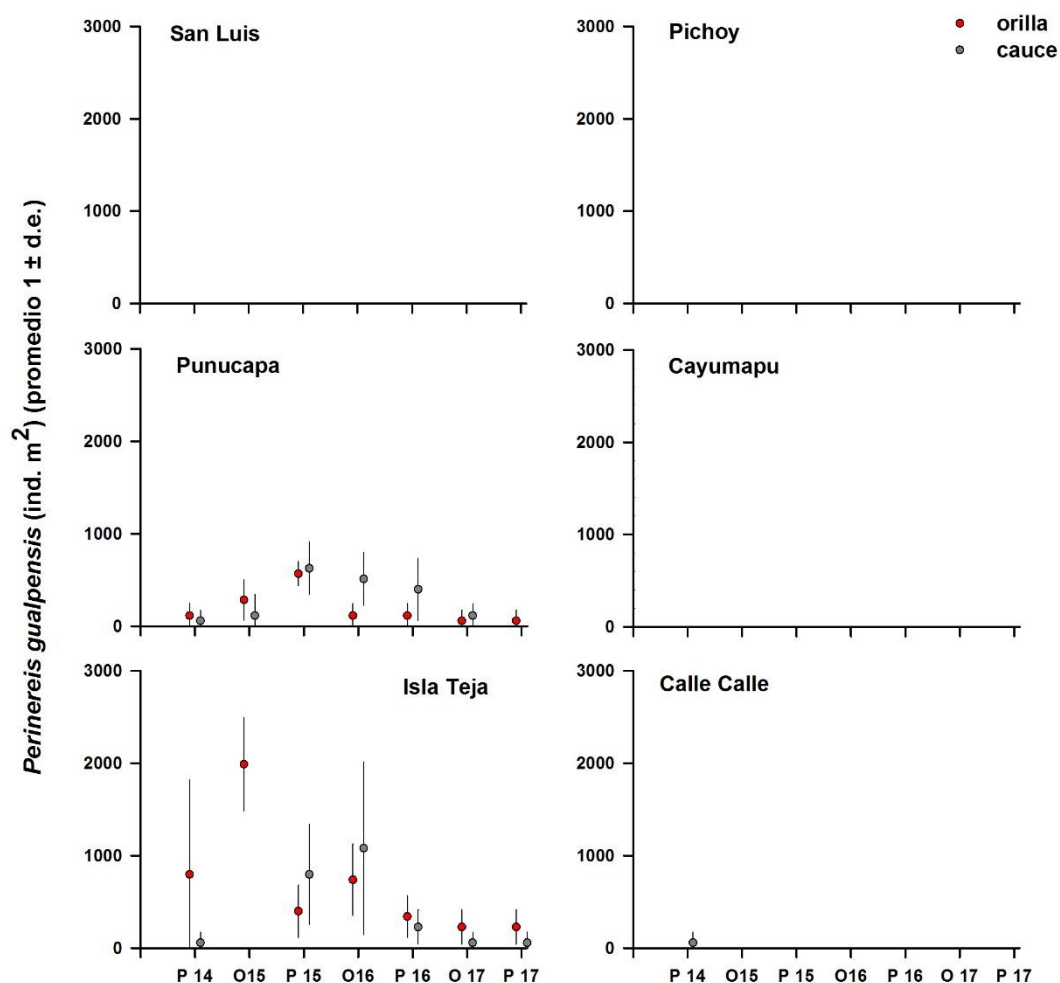 Perinereis gualpensis (ind. m²) (promedio 1 ± d.e.)
San Luis
3000
2000
1000
0
Pichoy
3000
2000
1000
0
orilla
cauce
Punucapa
3000
2000
1000
0
Cayumapu
3000
2000
1000
0
Isla Teja
3000
2000
1000
0
P 14 O15 P 15 O16 P 16 O 17 P 17
Calle Calle
3000
2000
1000
0
P 14 O15 P 15 O16 P 16 O 17 P 17